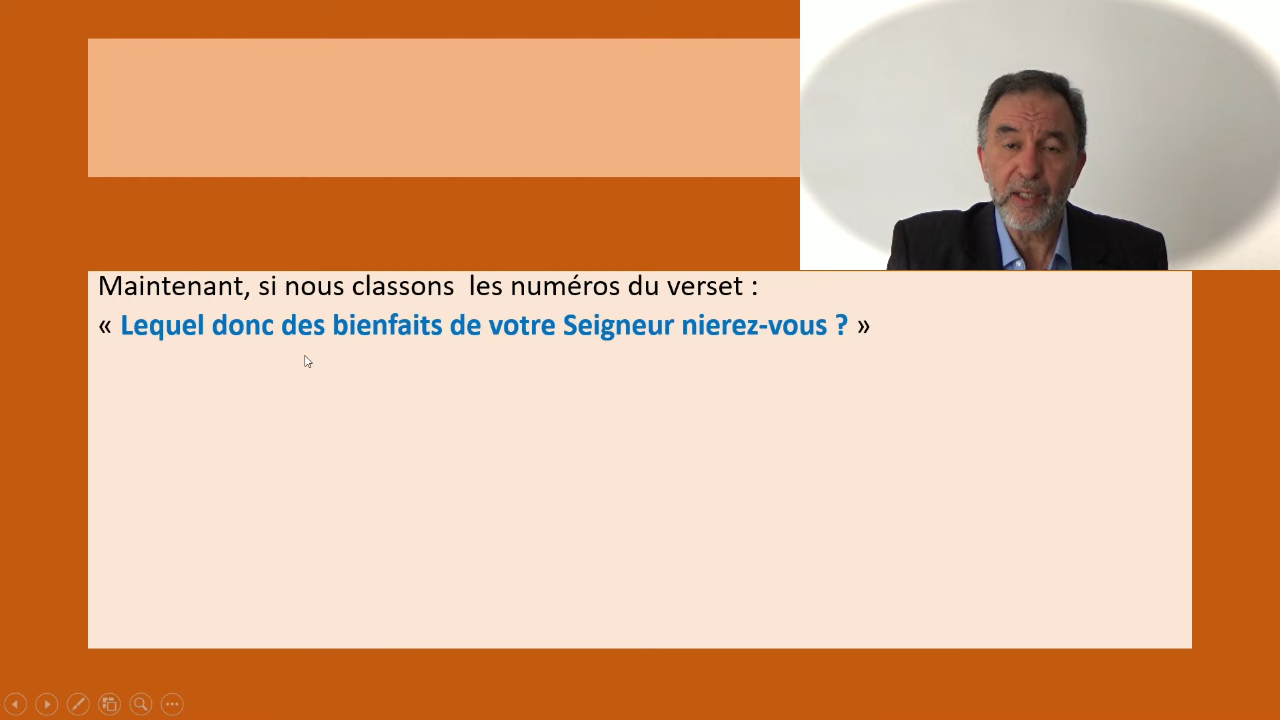 Maintenant, si nous classons  les numéros du verset :
« Lequel donc des bienfaits de votre Seigneur nierez-vous ? »